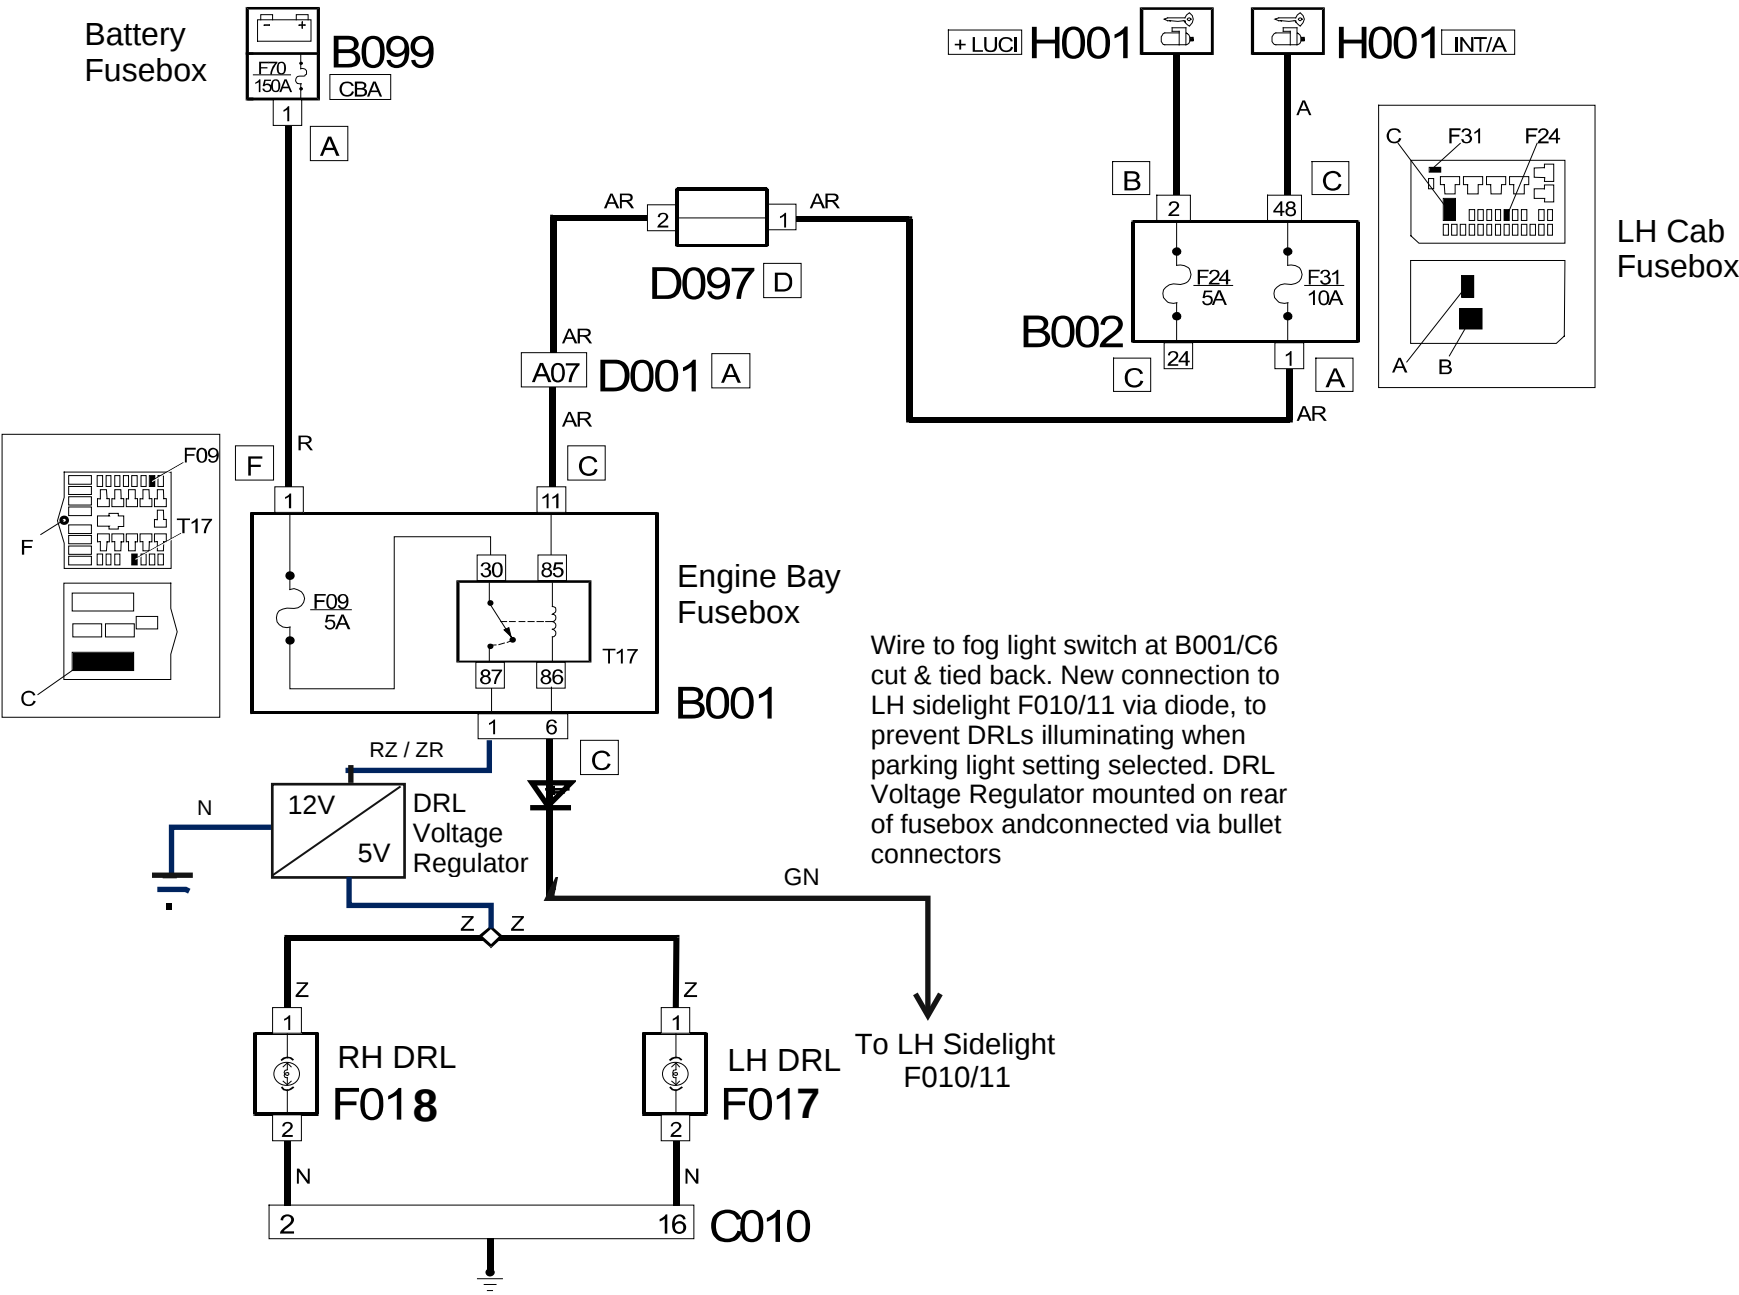 Battery
Fusebox
- +
F70
150A
B099
CBA
1
A
+ LUCI
H001
H001
INT/A
A
B
C
2
48
F24
5A
F31
10A
B002
24
1
C
A
AR
C
F31
F24
A
B
LH Cab
Fusebox
AR
2
1
AR
D097
D
AR
A07
D001
A
AR
R
F
C
1
11
F09
F
T17
C
30
85
F09
5A
T17
87
86
B001
Engine Bay
Fusebox
1
6
C
RZ / ZR
N
12V
5V
DRL
Voltage
Regulator
Wire to fog light switch at B001/C6
cut & tied back. New connection to
LH sidelight F010/11 via diode, to
prevent DRLs illuminating when
parking light setting selected. DRL
Voltage Regulator mounted on rear
of fusebox andconnected via bullet
connectors
GN
Z
Z
Z
Z
1
1
RH DRL
F018
LH DRL
F017
To LH Sidelight
F010/11
2
2
N
N
2
16
C010